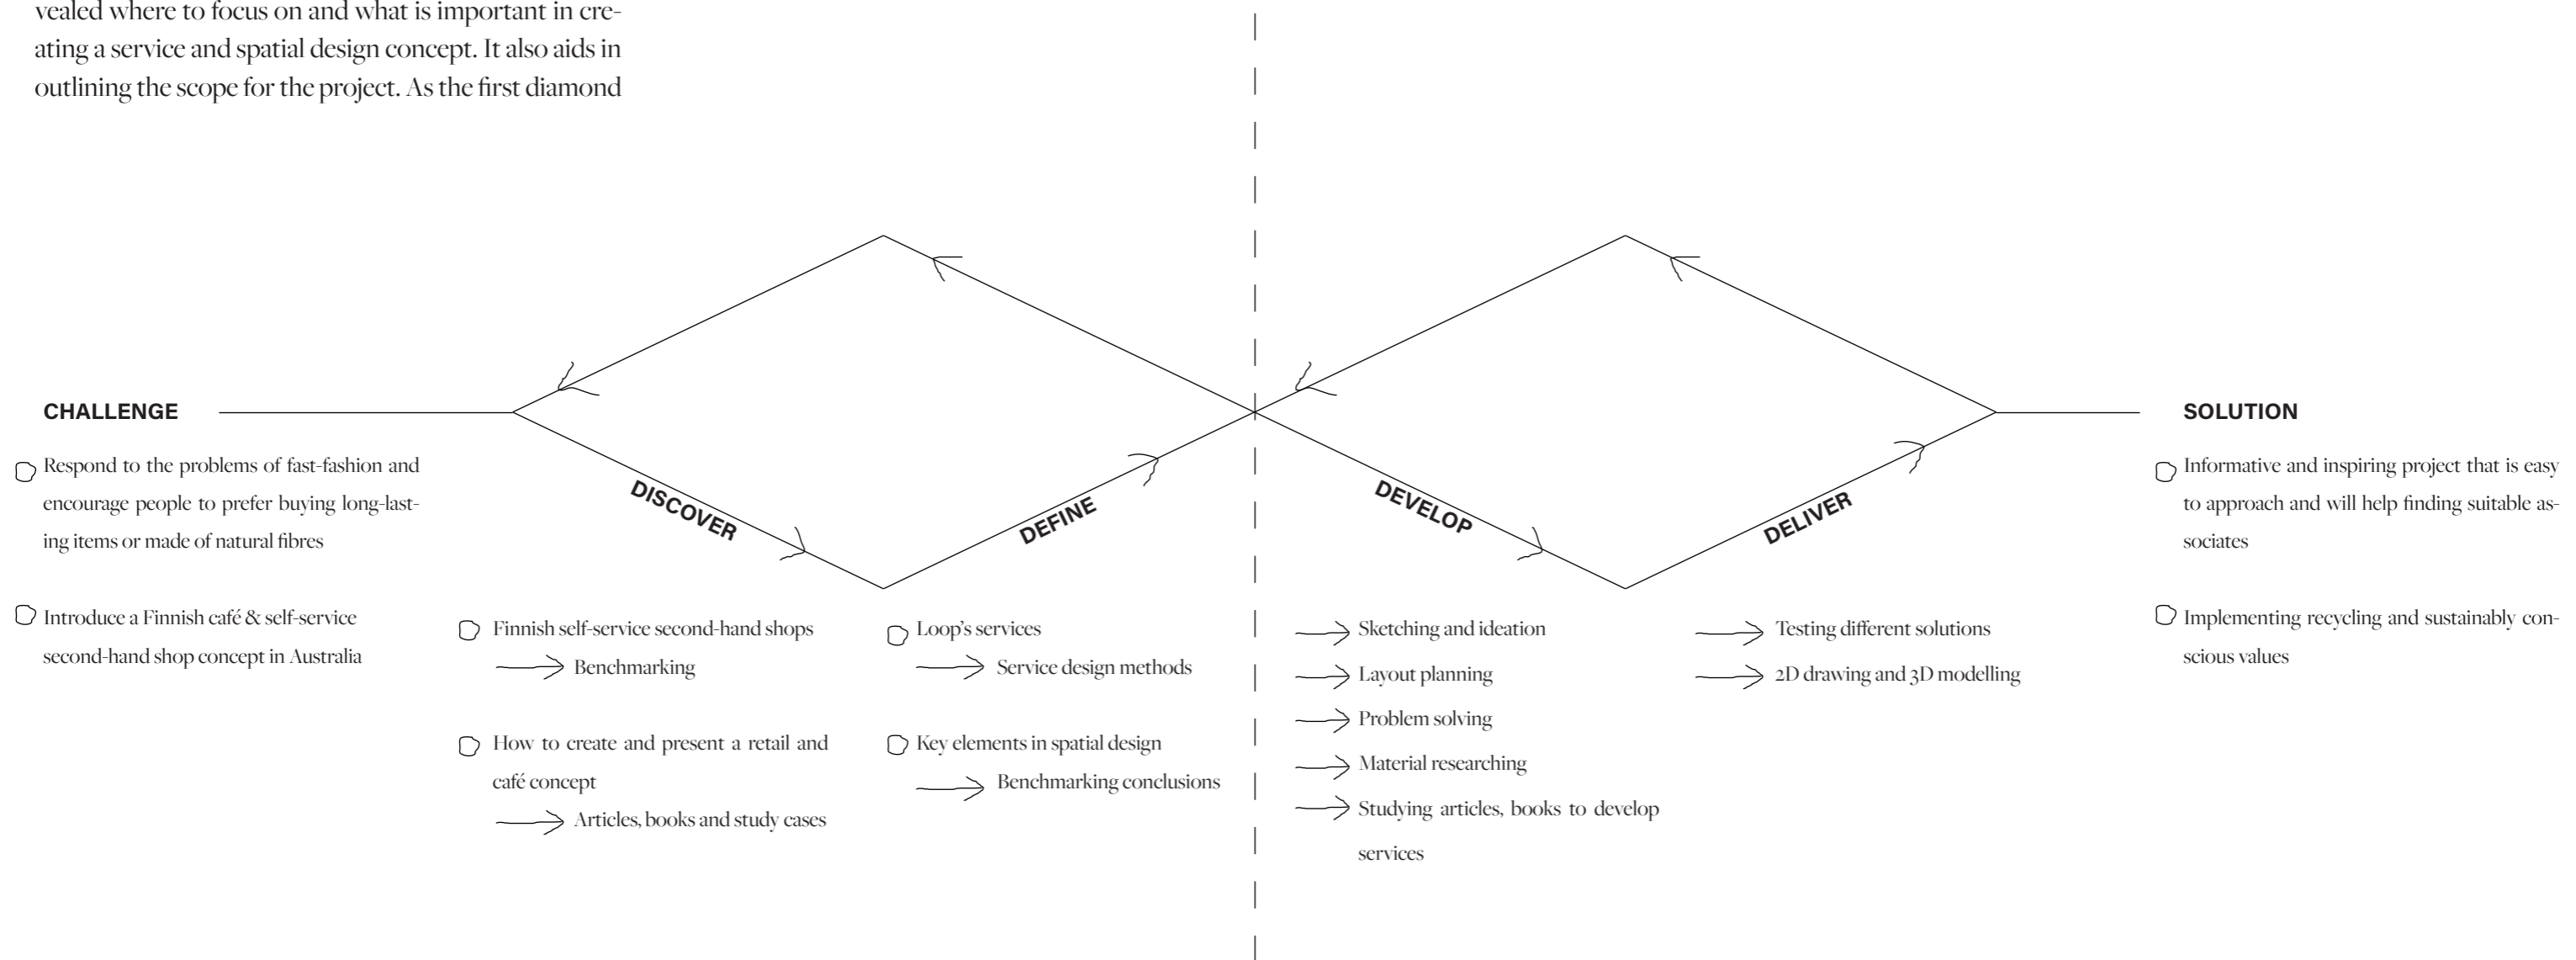 vealed where to focus on and what is important in cre-
ating a service and spatial design concept. It also aids in
outlining the scope for the project. As the first diamond
CHALLENGE
Respond to the problems of fast-fashion and
encourage people to prefer buying long-last-
ing items or made of natural fibres
Introduce a Finnish café & self-service
second-hand shop concept in Australia
DISCOVER
Finnish self-service second-hand shops
Benchmarking
How to create and present a retail and
café concept
Articles, books and study cases
DEFINE
Loop's services
Service design methods
Key elements in spatial design
Benchmarking conclusions
DEVELOP
Sketching and ideation
Layout planning
Problem solving
Material researching
Studying articles, books to develop
services
DELIVER
Testing different solutions
2D drawing and 3D modelling
SOLUTION
Informative and inspiring project that is easy
to approach and will help finding suitable as-
sociates
Implementing recycling and sustainably con-
scious values